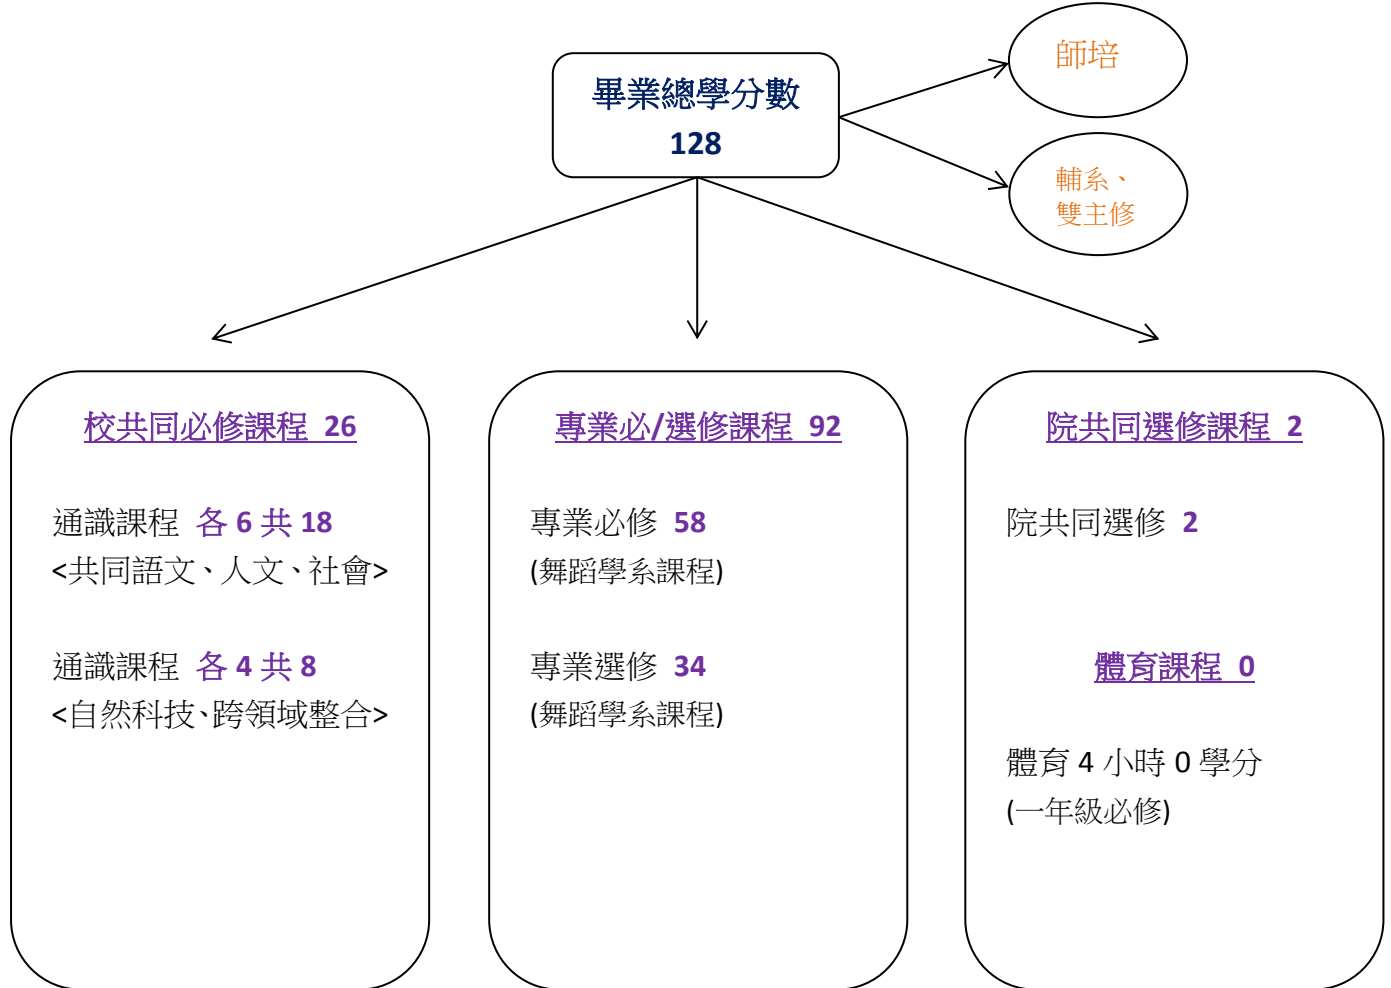 畢業總學分數
128
師培
輔系、
雙主修
校共同必修課程 26
通識課程 各 6 共 18
<共同語文、人文、社會>
通識課程 各 4 共 8
<自然科技、跨領域整合>
專業必/選修課程 92
專業必修 58
(舞蹈學系課程)
專業選修 34
(舞蹈學系課程)
院共同選修課程 2
院共同選修 2
體育課程 0
體育 4 小時 0 學分
(一年級必修)